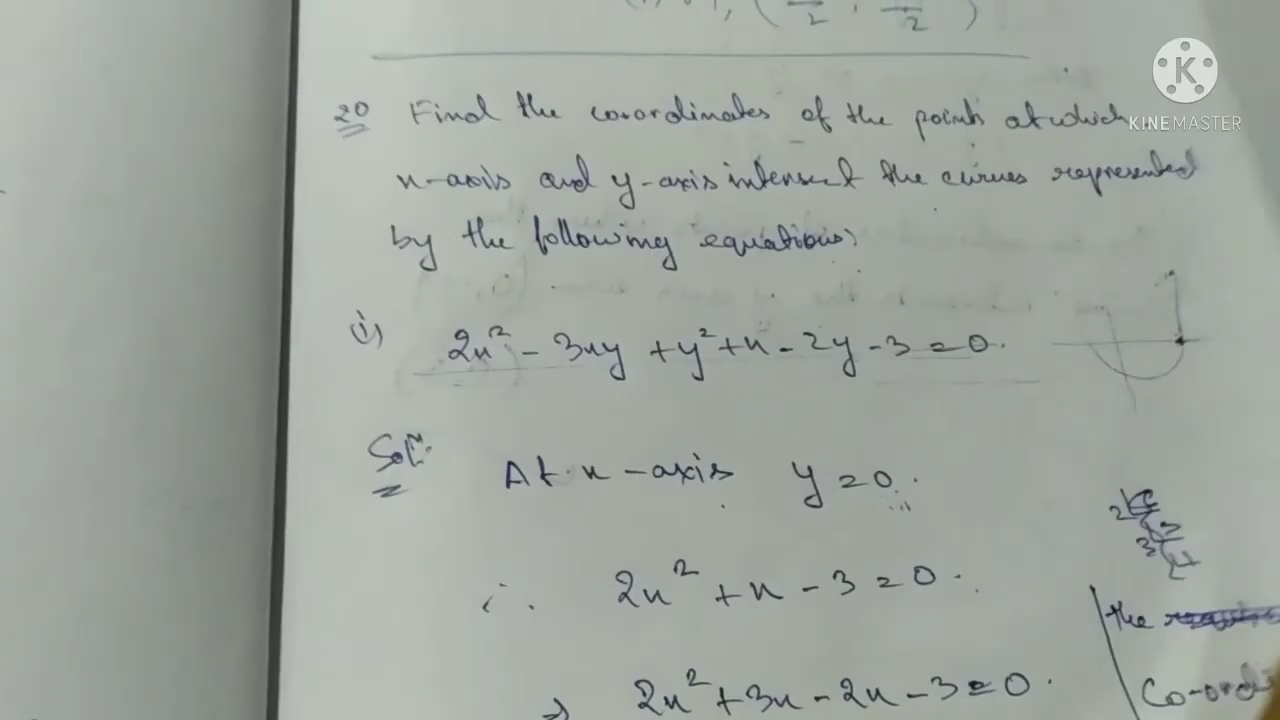 20 Find the co-ordinates of the points at which
KINEMASTER
x-axis and y-axis intersect the curves represented
by the following equations:
(i) 2x² - 3xy + y² + x - 2y - 3 = 0.
Sol:
At x-axis y = 0.
∴ 2x² + x - 3 = 0.
the
⇒ 2x² + 3x - 2x - 3 = 0.